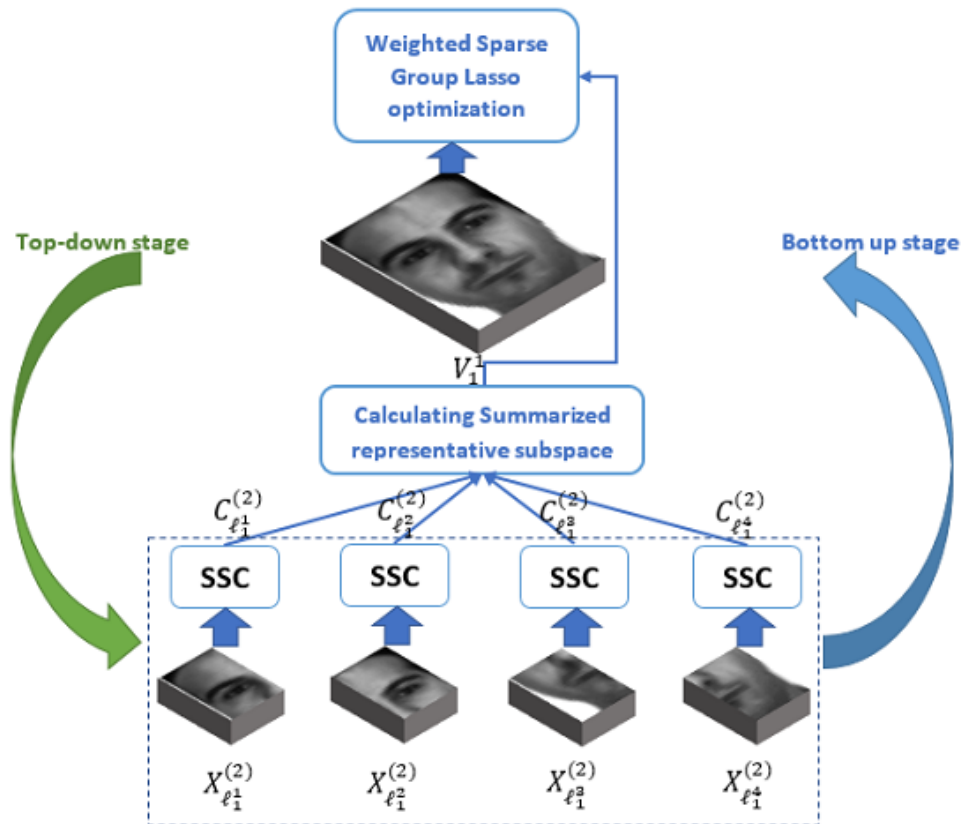 Weighted Sparse
Group Lasso
optimization
Top-down stage
Bottom up stage
V_1^1
Calculating Summarized
representative subspace
C_{ℓ_1^1}^{(2)} C_{ℓ_1^2}^{(2)} C_{ℓ_1^3}^{(2)} C_{ℓ_1^4}^{(2)}
SSC SSC SSC SSC
X_{ℓ_1^1}^{(2)} X_{ℓ_1^2}^{(2)} X_{ℓ_1^3}^{(2)} X_{ℓ_1^4}^{(2)}